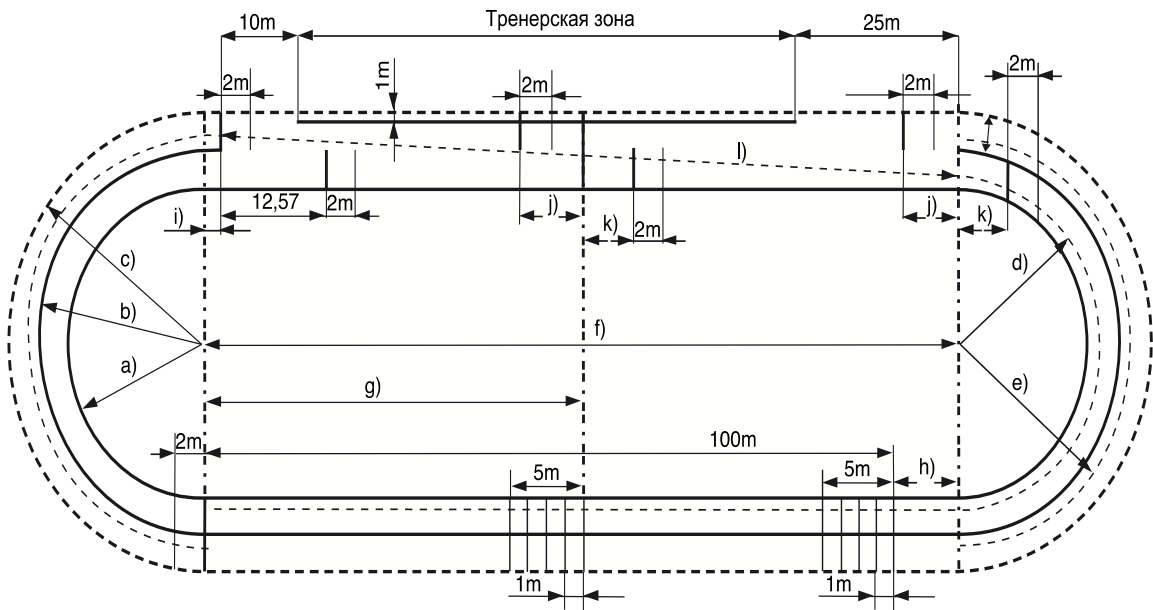 10m
Тренерская зона
25m
2m
1m
2m
2m
2m
l)
12,57
2m
i)
j)
k)
2m
j)
k)
c)
d)
b)
f)
a)
e)
g)
2m
100m
5m
5m
h)
1m
1m